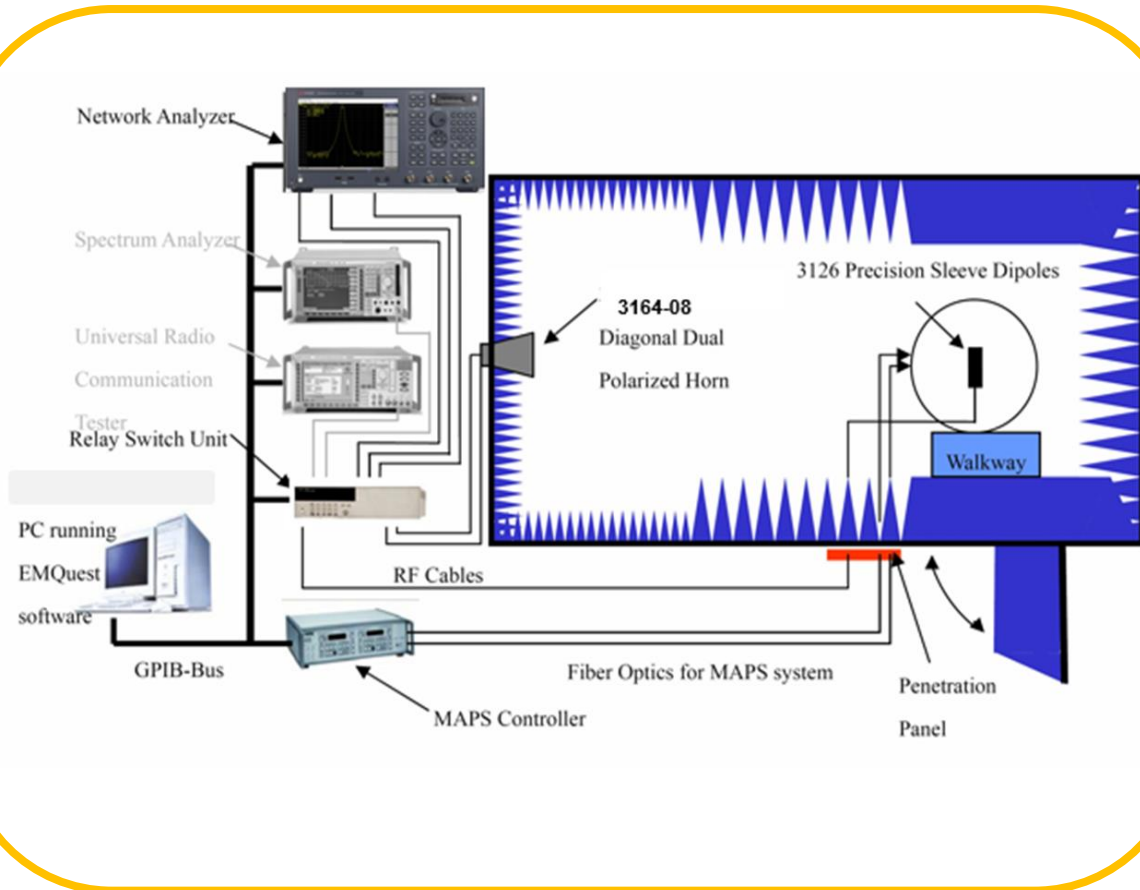 Network Analyzer
Spectrum Analyzer
3126 Precision Sleeve Dipoles
3164-08
Diagonal Dual
Polarized Horn
Universal Radio
Communication
Tester
Relay Switch Unit
Walkway
PC running
EMQuest
software
RF Cables
GPIB-Bus
Fiber Optics for MAPS system
MAPS Controller
Penetration
Panel